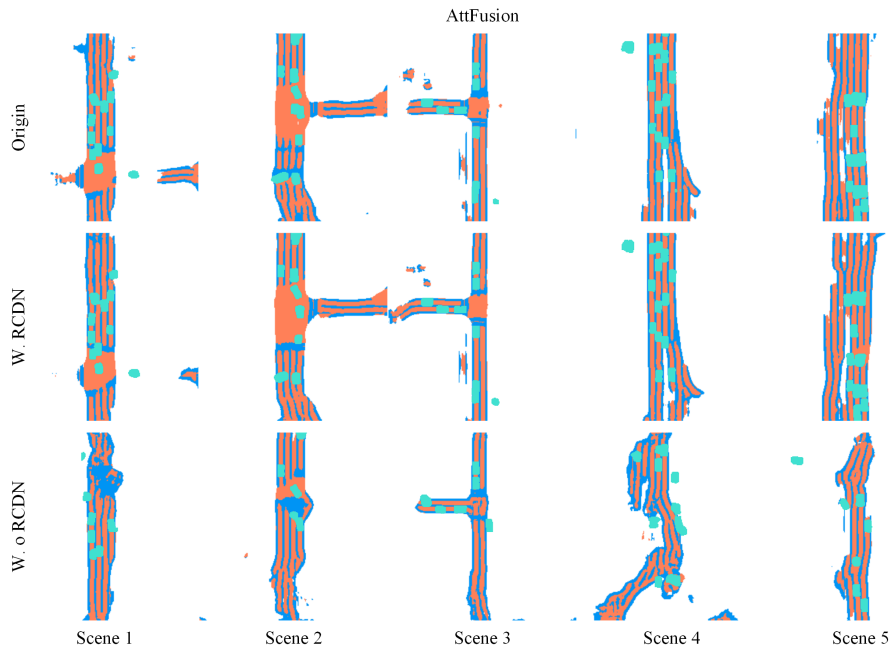 AttFusion
Origin
W. RCDN
W. o RCDN
Scene 1 Scene 2 Scene 3 Scene 4 Scene 5